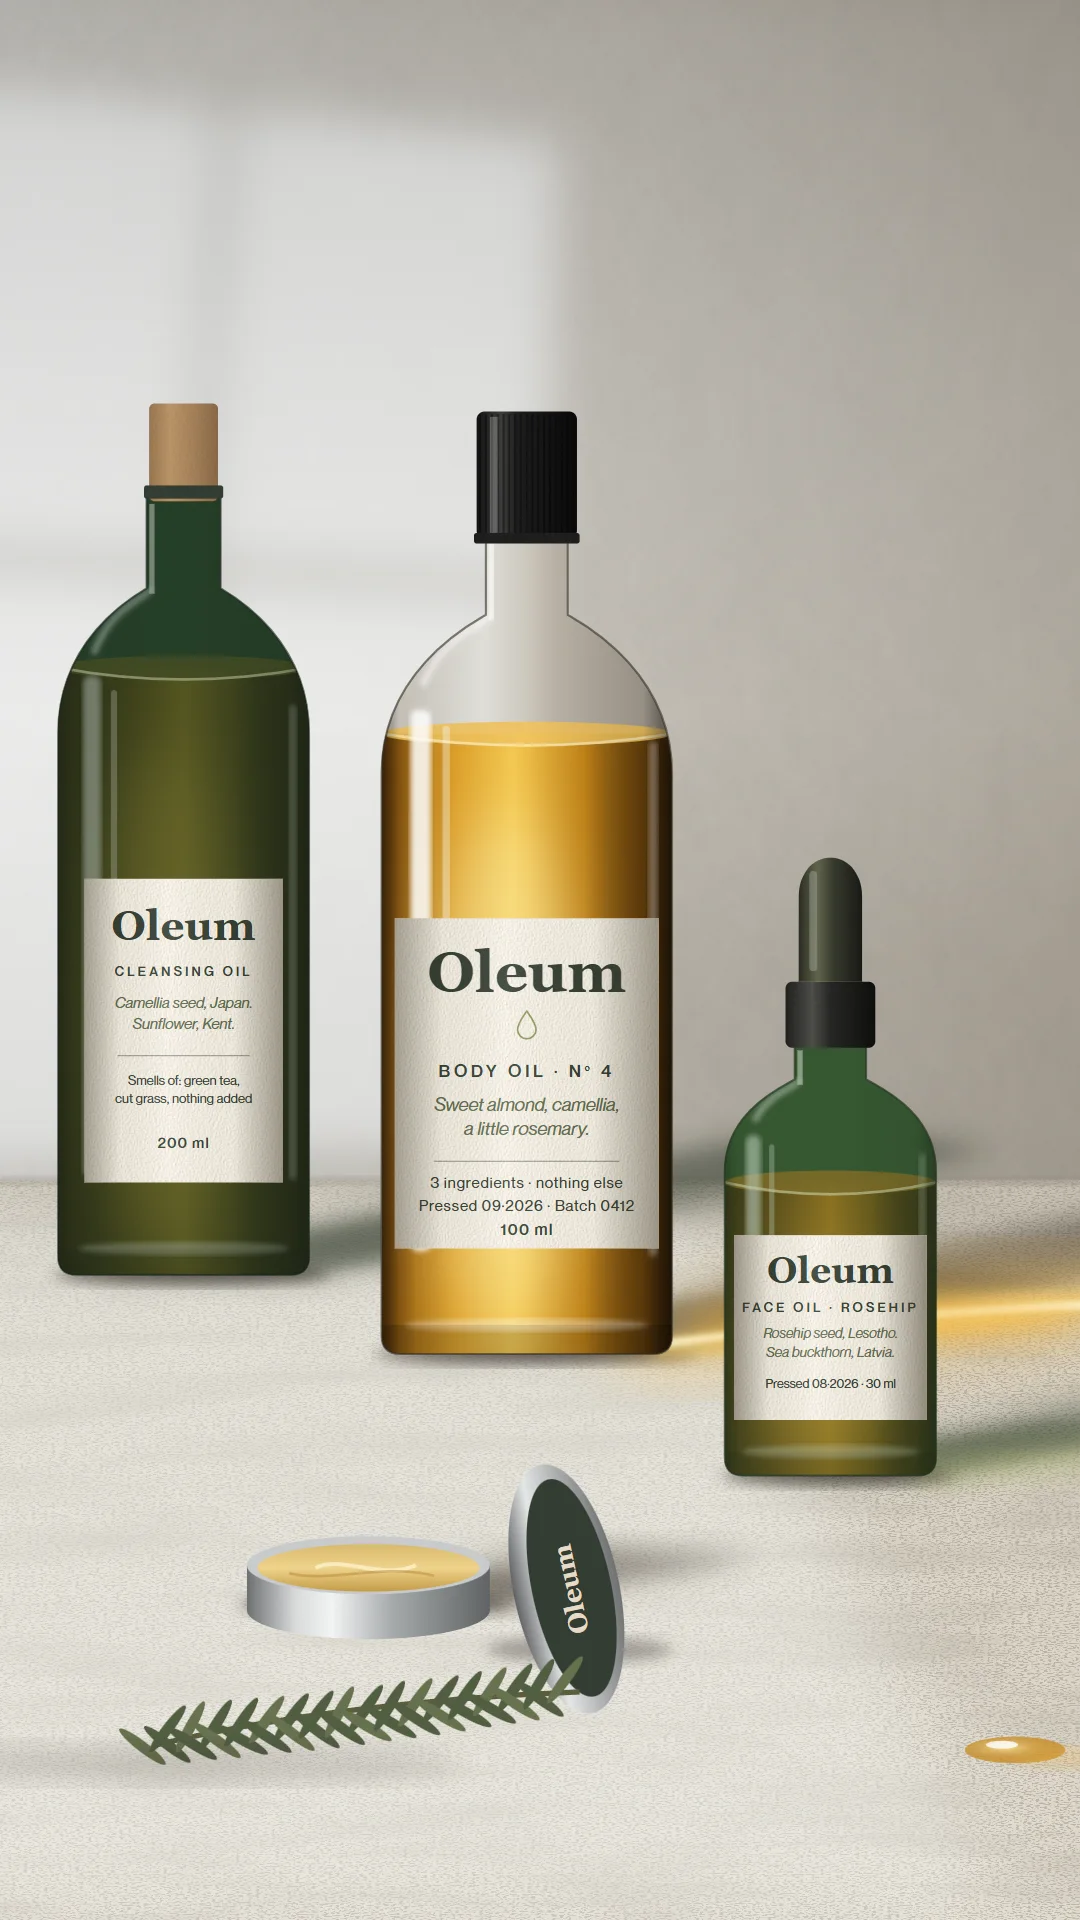 Oleum
CLEANSING OIL
Camellia seed, Japan.
Sunflower, Kent.
Smells of: green tea,
cut grass, nothing added
200 ml
Oleum
BODY OIL · N° 4
Sweet almond, camellia,
a little rosemary.
3 ingredients · nothing else
Pressed 09·2026 · Batch 0412
100 ml
Oleum
FACE OIL · ROSEHIP
Rosehip seed, Lesotho.
Sea buckthorn, Latvia.
Pressed 08·2026 · 30 ml
Oleum